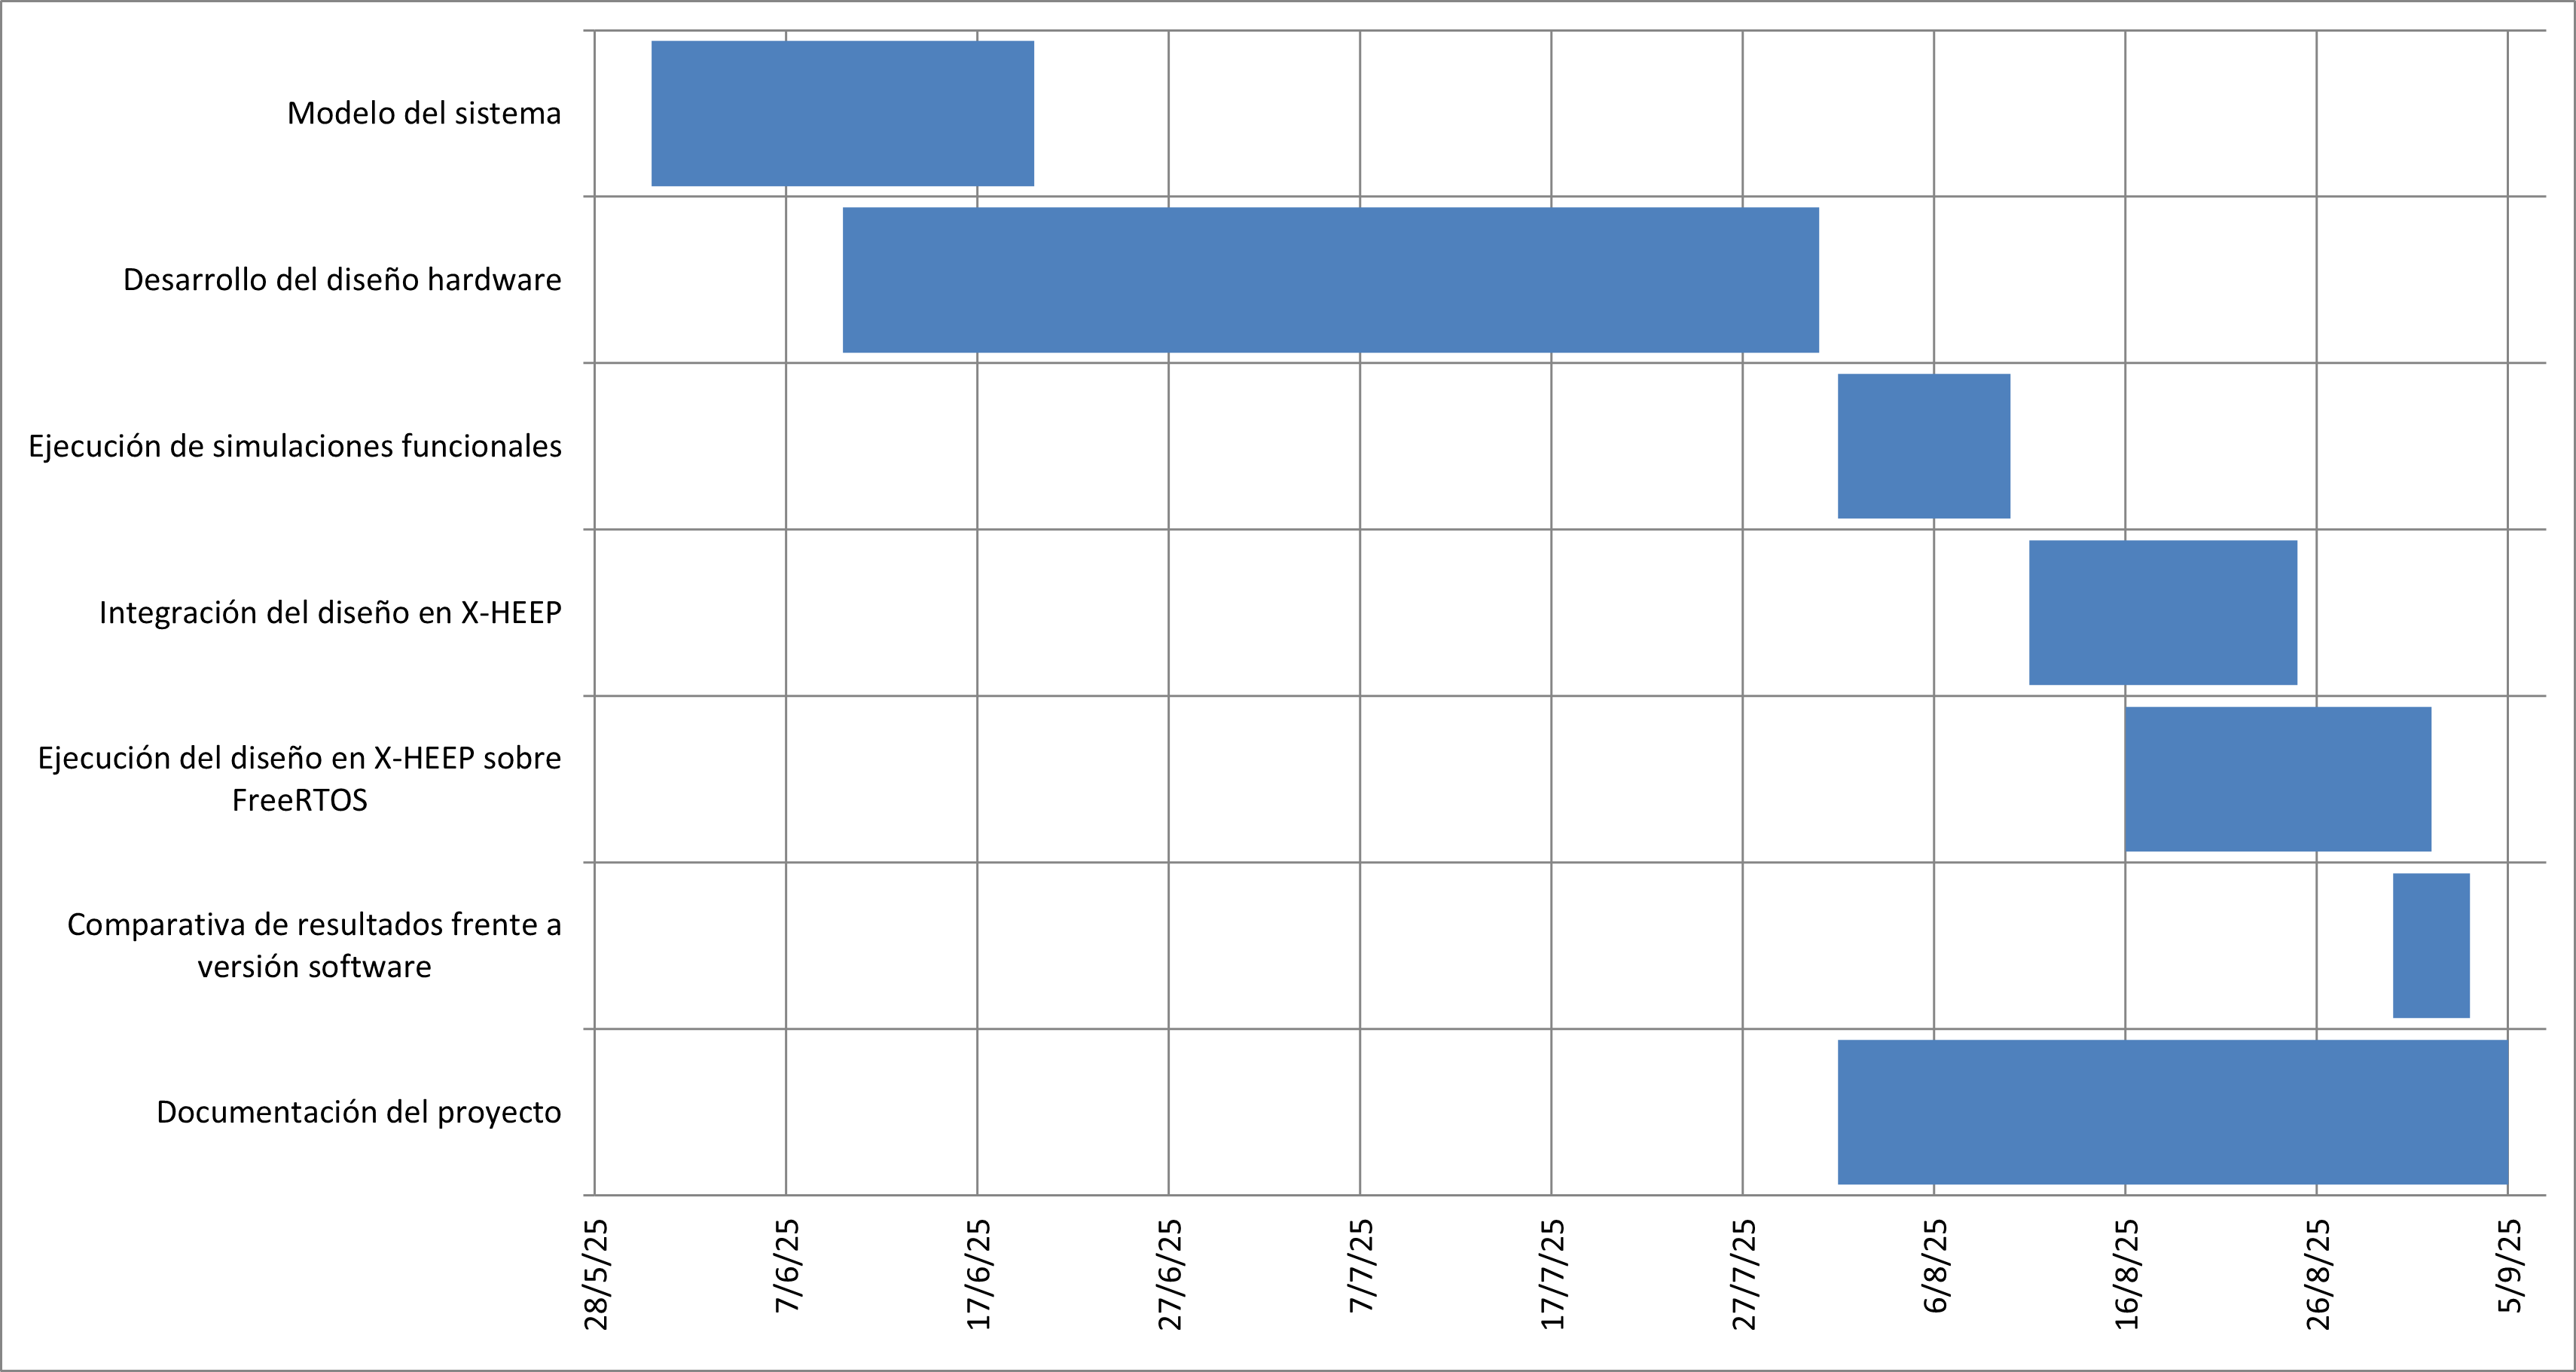 Modelo del sistema
Desarrollo del diseño hardware
Ejecución de simulaciones funcionales
Integración del diseño en X-HEEP
Ejecución del diseño en X-HEEP sobre
FreeRTOS
Comparativa de resultados frente a
versión software
Documentación del proyecto
28/5/25
7/6/25
17/6/25
27/6/25
7/7/25
17/7/25
27/7/25
6/8/25
16/8/25
26/8/25
5/9/25